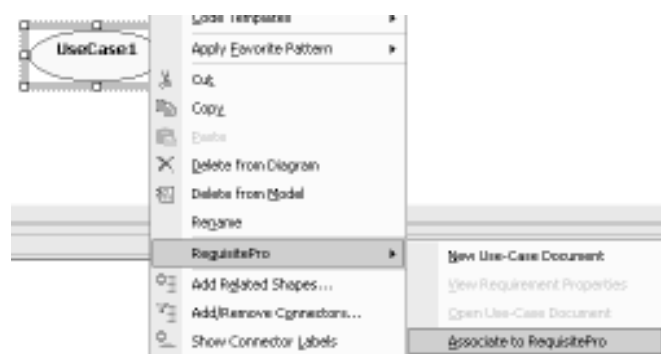 Code Templates
UseCase1
Apply Favorite Pattern
Cut
Copy
Paste
Delete from Diagram
Delete from Model
Rename
RequisitePro
New Use-Case Document
Add Related Shapes...
View Requirement Properties
Add/Remove Connectors...
Open Use-Case Document
Show Connector Labels
Associate to RequisitePro